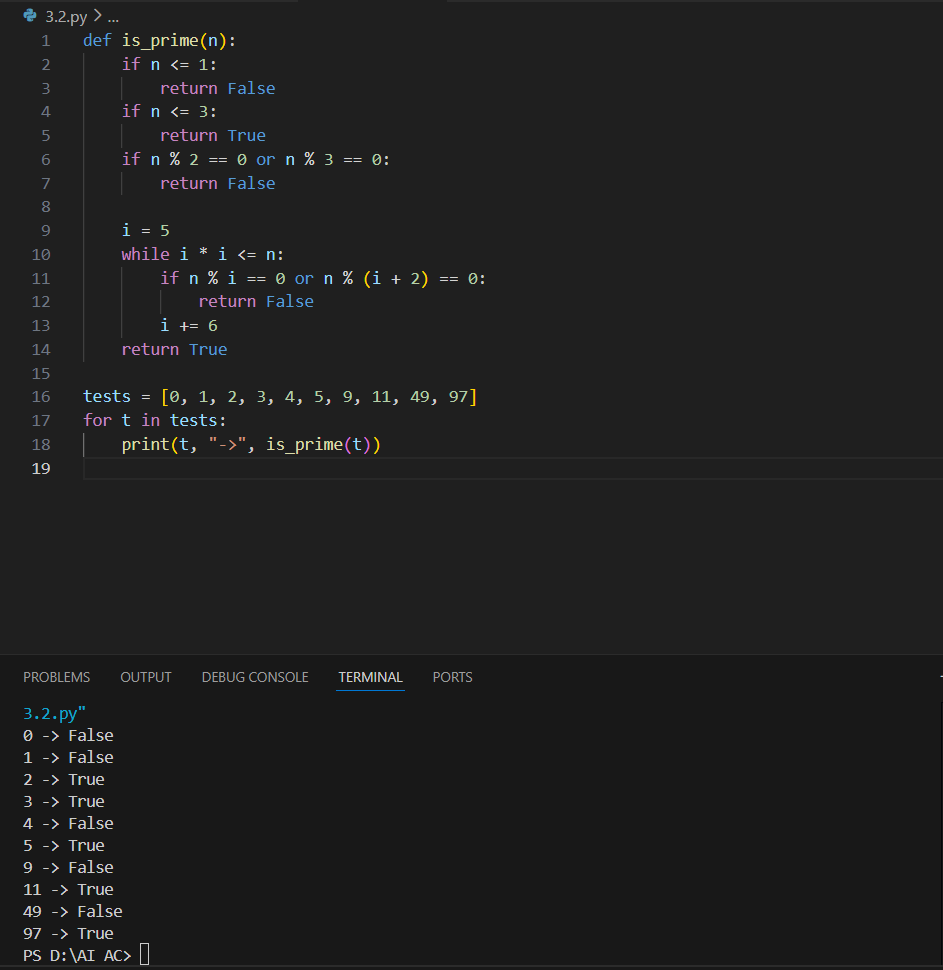 3.2.py > ...
1 def is_prime(n):
2     if n <= 1:
3         return False
4     if n <= 3:
5         return True
6     if n % 2 == 0 or n % 3 == 0:
7         return False
8
9     i = 5
10     while i * i <= n:
11         if n % i == 0 or n % (i + 2) == 0:
12             return False
13         i += 6
14     return True
15
16 tests = [0, 1, 2, 3, 4, 5, 9, 11, 49, 97]
17 for t in tests:
18     print(t, "->", is_prime(t))
19
PROBLEMS OUTPUT DEBUG CONSOLE TERMINAL PORTS
3.2.py"
0 -> False
1 -> False
2 -> True
3 -> True
4 -> False
5 -> True
9 -> False
11 -> True
49 -> False
97 -> True
PS D:\AI AC>